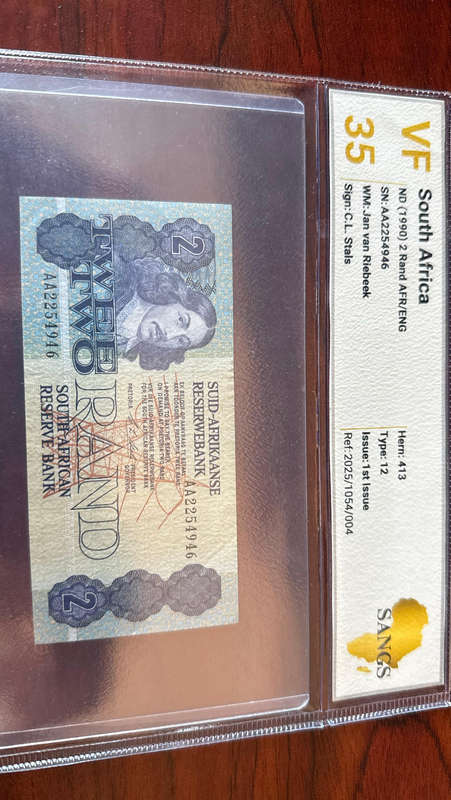 VF
35
South Africa
ND (1990) 2 Rand AFR/ENG
SN: AA2254946
WM: Jan van Riebeek
Sign: C.L. Stals
Hern: 413
Type: 12
Issue: 1st Issue
Ref: 2025/1054/004
SANGS
2
SUID-AFRIKAANSE
RESERWEBANK
AA2254946
PRETORIA
TWEE
TWO
RAND
AA2254946
SOUTH AFRICAN
RESERVE BANK
2